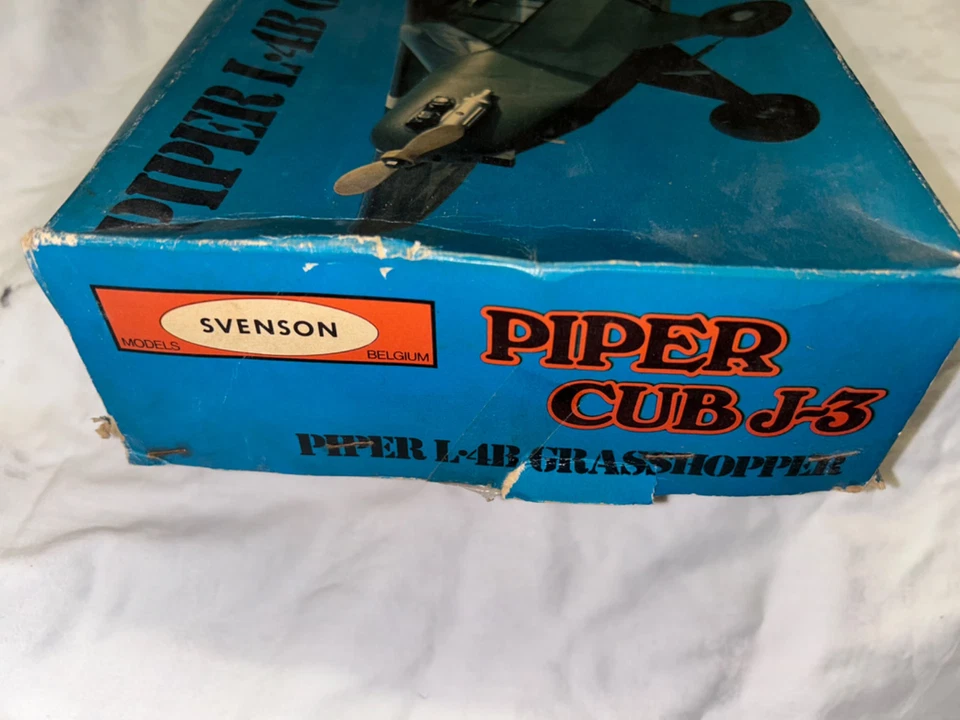 PIPER L·4B
SVENSON
MODELS
BELGIUM
PIPER
CUB J-3
PIPER L·4B GRASSHOPPER